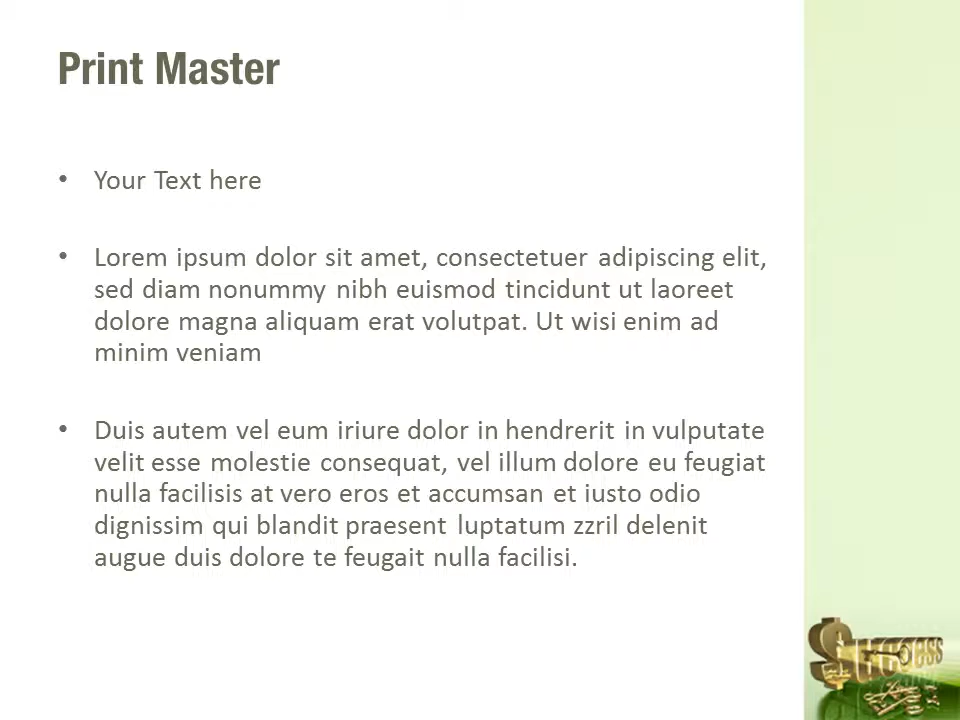 Print Master
• Your Text here
• Lorem ipsum dolor sit amet, consectetuer adipiscing elit,
sed diam nonummy nibh euismod tincidunt ut laoreet
dolore magna aliquam erat volutpat. Ut wisi enim ad
minim veniam
• Duis autem vel eum iriure dolor in hendrerit in vulputate
velit esse molestie consequat, vel illum dolore eu feugiat
nulla facilisis at vero eros et accumsan et iusto odio
dignissim qui blandit praesent luptatum zzril delenit
augue duis dolore te feugait nulla facilisi.
$uccess